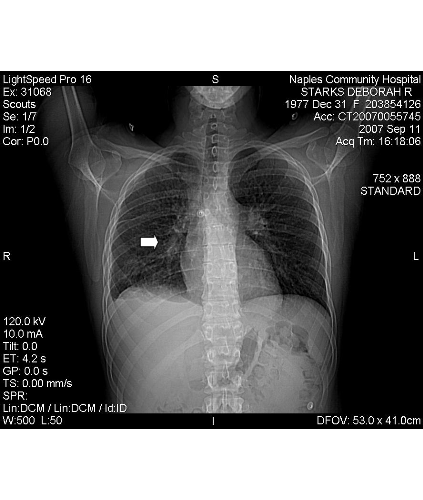 LightSpeed Pro 16
Ex: 31068
Scouts
Se: 1/7
Im: 1/2
Cor: P0.0
S
Naples Community Hospital
STARKS DEBORAH R
1977 Dec 31 F 203854126
Acc: CT20070055745
2007 Sep 11
Acq Tm: 16:18:06
752 x 888
STANDARD
R
L
120.0 kV
10.0 mA
Tilt: 0.0
ET: 4.2 s
GP: 0.0 s
TS: 0.00 mm/s
SPR:
Lin:DCM / Lin:DCM / Id:ID
W:500 L:50
I
DFOV: 53.0 x 41.0cm